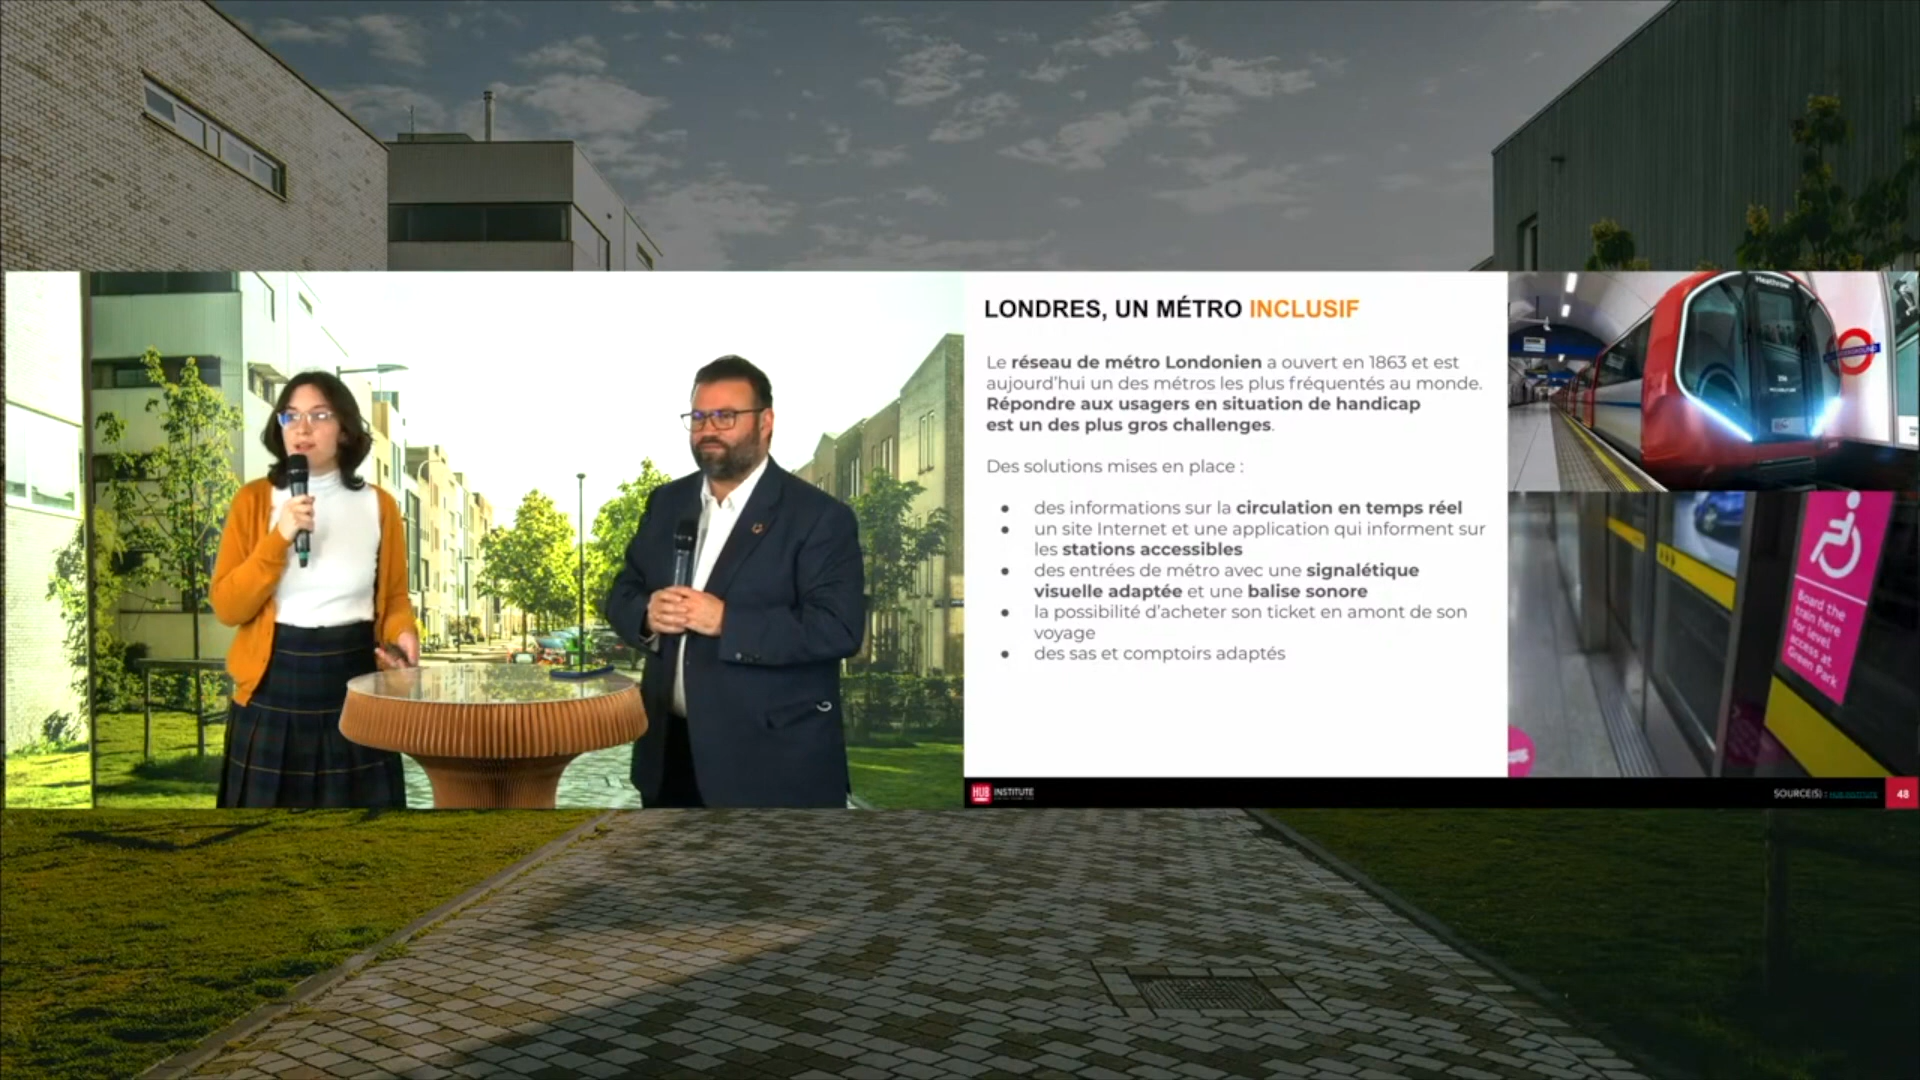 LONDRES, UN MÉTRO INCLUSIF
Le réseau de métro Londonien a ouvert en 1863 et est
aujourd'hui un des métros les plus fréquentés au monde.
Répondre aux usagers en situation de handicap
est un des plus gros challenges.
Des solutions mises en place :
● des informations sur la circulation en temps réel
● un site Internet et une application qui informent sur
les stations accessibles
● des entrées de métro avec une signalétique
visuelle adaptée et une balise sonore
● la possibilité d'acheter son ticket en amont de son
voyage
● des sas et comptoirs adaptés
Heathrow
Board the
train here
for level
access at
Green Park
HUB INSTITUTE
SOURCE(S) : HUB INSTITUTE
48